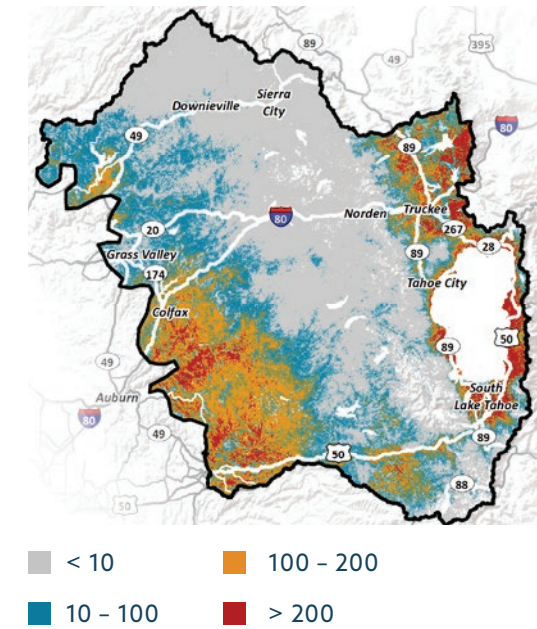 89
49
395
Downieville
Sierra
City
80
49
89
Norden
Truckee
80
20
267
28
Grass Valley
89
174
Tahoe City
Colfax
49
89
50
Auburn
South
Lake Tahoe
80
49
89
50
88
50
< 10
100 – 200
10 – 100
> 200